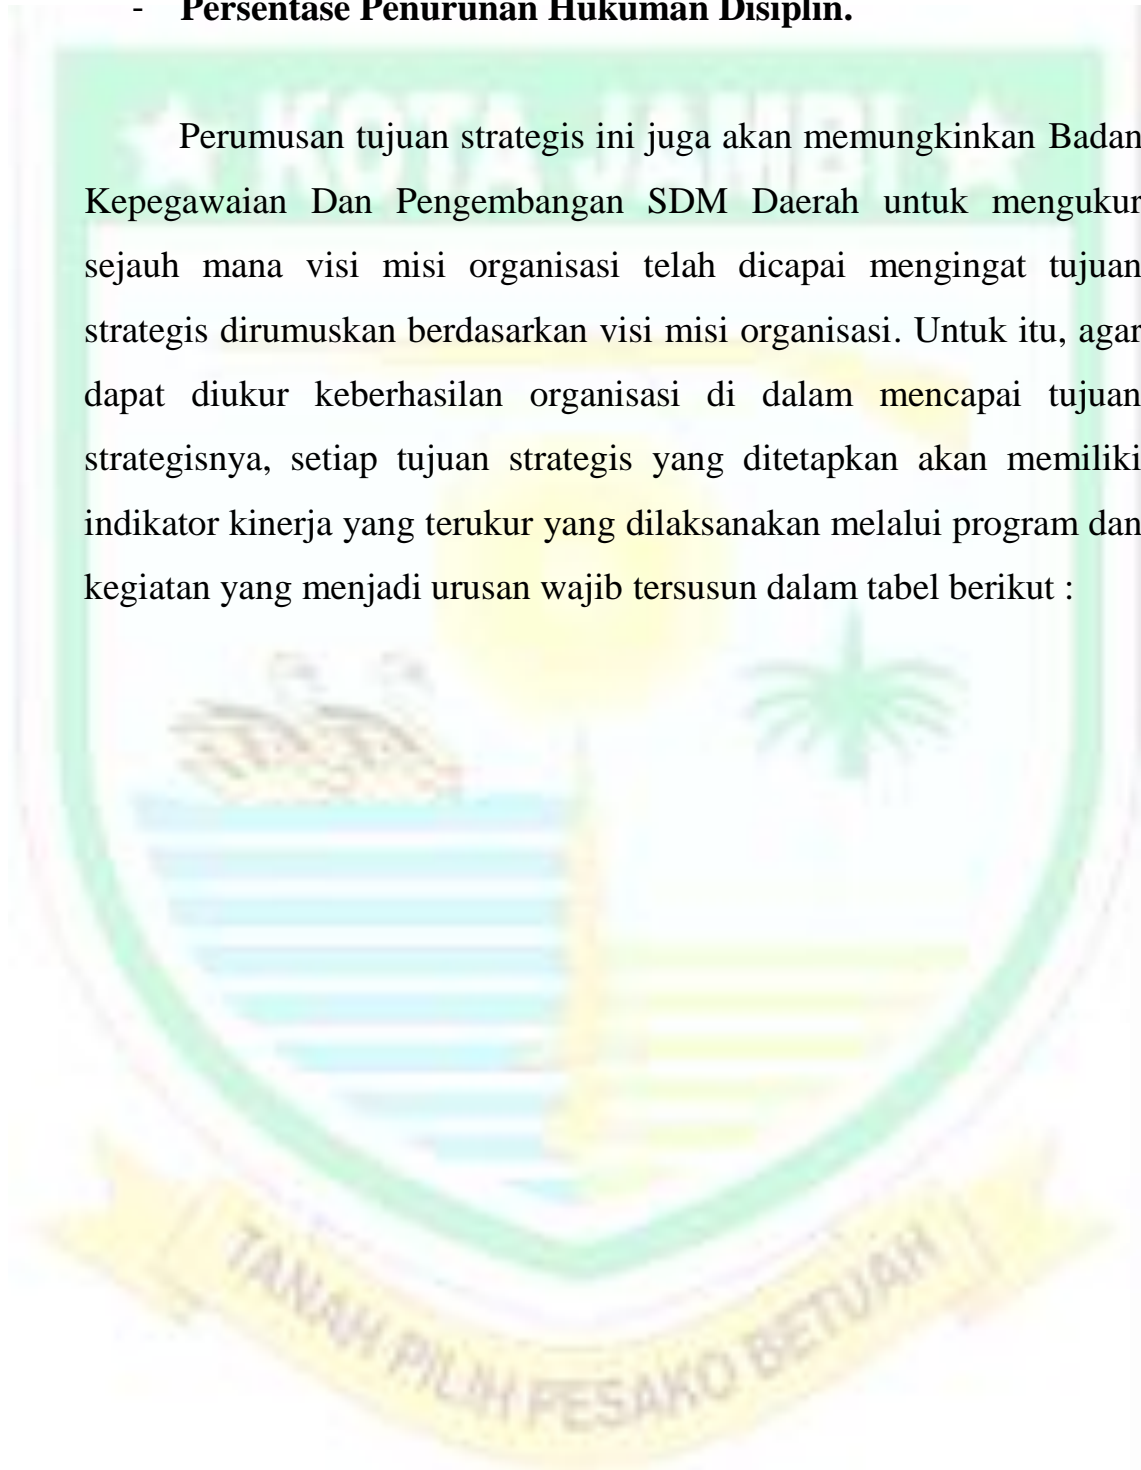 - Persentase Penurunan Hukuman Disiplin.
KOTA JAMBI
Perumusan tujuan strategis ini juga akan memungkinkan Badan
Kepegawaian Dan Pengembangan SDM Daerah untuk mengukur
sejauh mana visi misi organisasi telah dicapai mengingat tujuan
strategis dirumuskan berdasarkan visi misi organisasi. Untuk itu, agar
dapat diukur keberhasilan organisasi di dalam mencapai tujuan
strategisnya, setiap tujuan strategis yang ditetapkan akan memiliki
indikator kinerja yang terukur yang dilaksanakan melalui program dan
kegiatan yang menjadi urusan wajib tersusun dalam tabel berikut :
TANAH PILIH PESAKO BETUAH